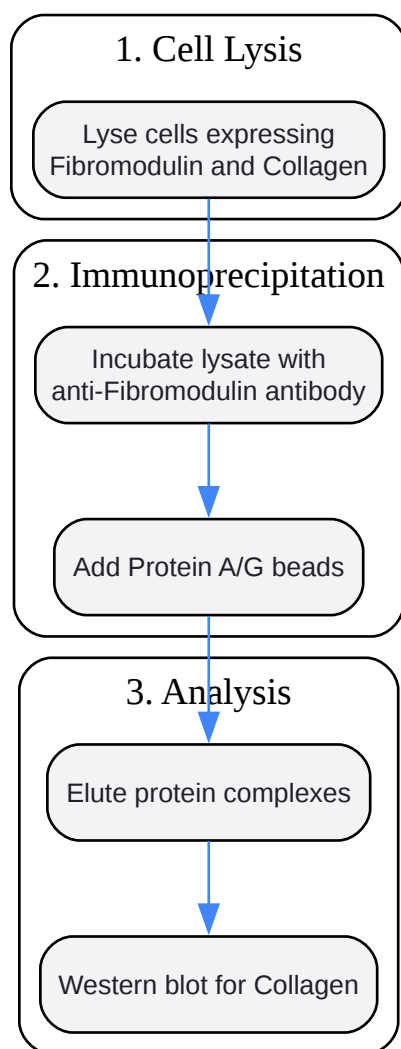 1. Cell Lysis
Lyse cells expressing
Fibromodulin and Collagen
2. Immunoprecipitation
Incubate lysate with
anti-Fibromodulin antibody
Add Protein A/G beads
3. Analysis
Elute protein complexes
Western blot for Collagen